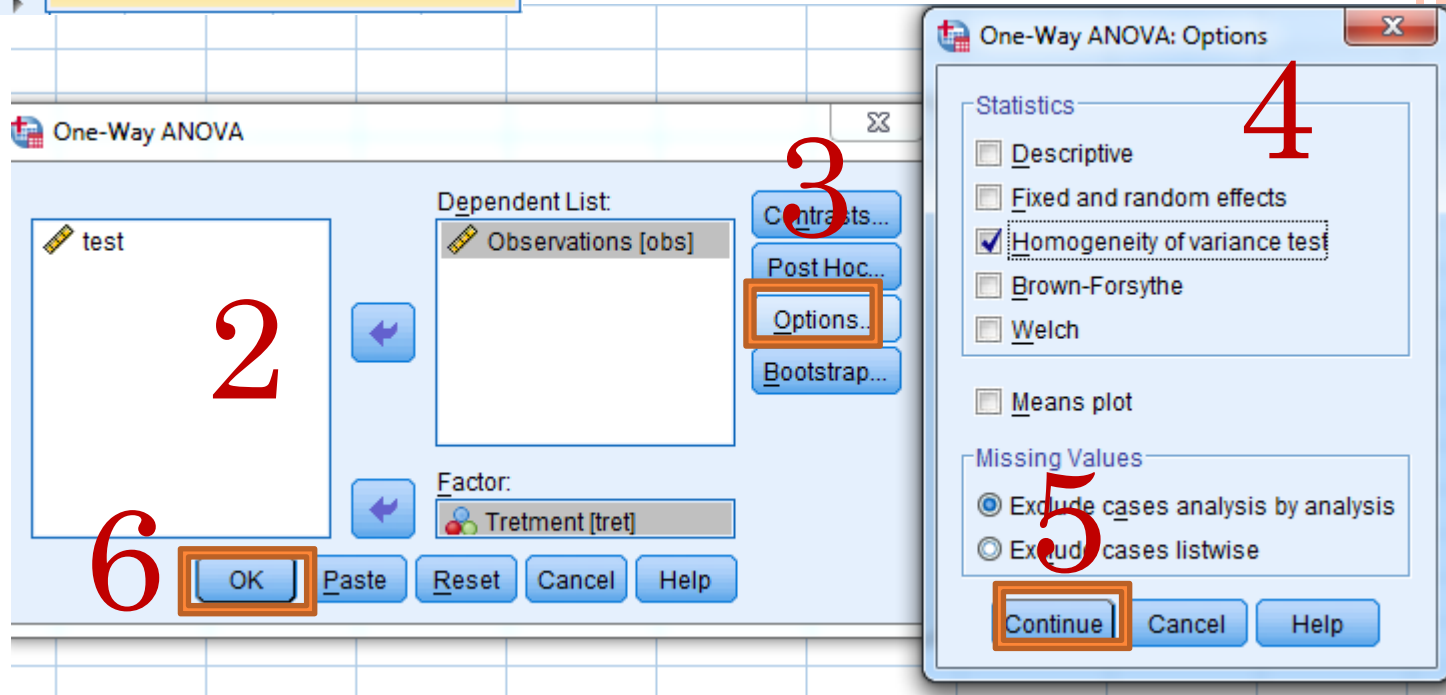 One-Way ANOVA
test
2
Dependent List:
Observations [obs]
Factor:
Tretment [tret]
3
Contrasts...
Post Hoc...
Options..
Bootstrap...
6
OK
Paste
Reset
Cancel
Help
One-Way ANOVA: Options
4
Statistics
Descriptive
Fixed and random effects
Homogeneity of variance test
Brown-Forsythe
Welch
Means plot
Missing Values
Exclude cases analysis by analysis
Exclude cases listwise
5
Continue
Cancel
Help